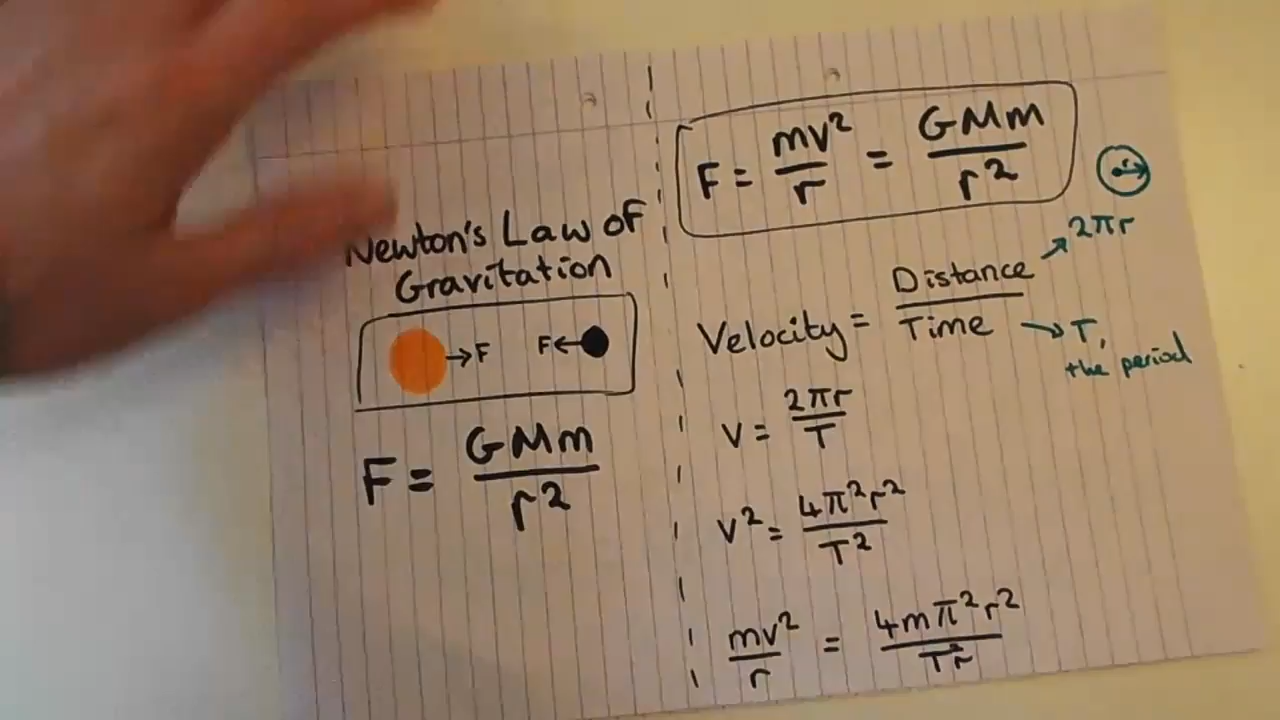 Newton's Law of
Gravitation
→F F←
F = GMm / r²
F = mv² / r = GMm / r²
r
Velocity = Distance / Time
→ 2πr
→ T,
the period
v = 2πr / T
v² = 4π²r² / T²
mv² / r = 4mπ²r² / T²r